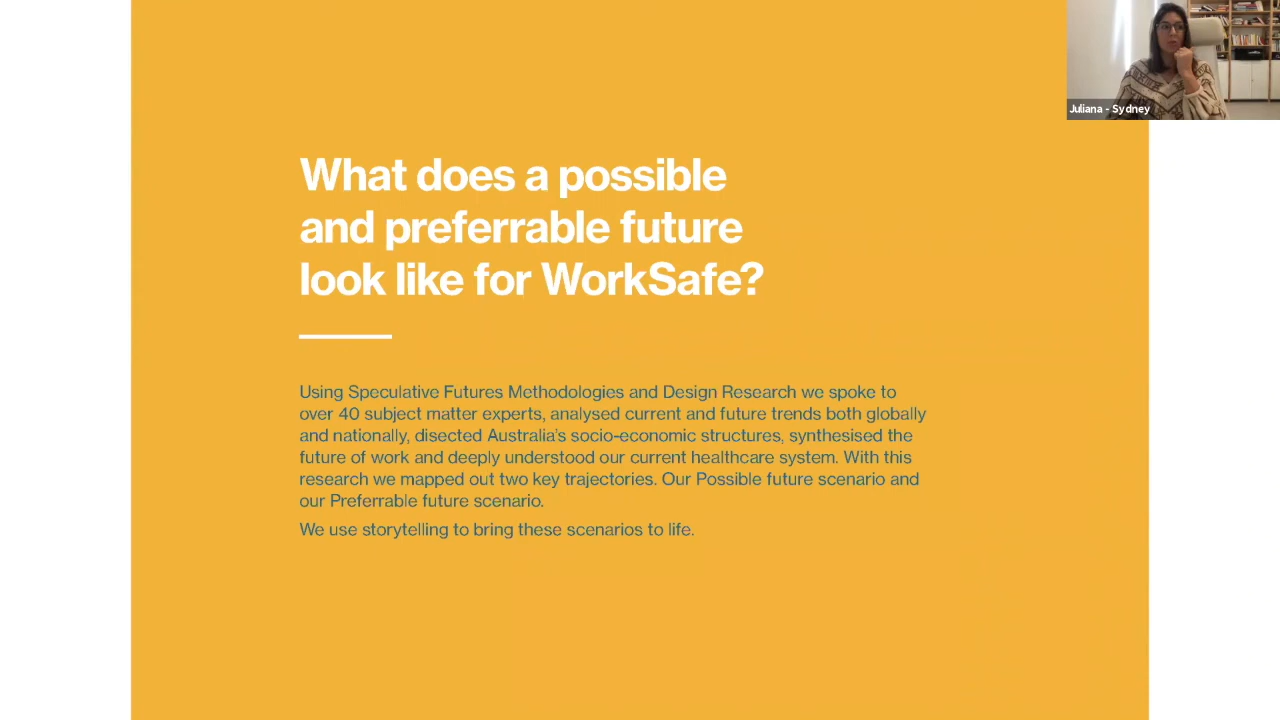 What does a possible
and preferrable future
look like for WorkSafe?
Using Speculative Futures Methodologies and Design Research we spoke to
over 40 subject matter experts, analysed current and future trends both globally
and nationally, disected Australia's socio-economic structures, synthesised the
future of work and deeply understood our current healthcare system. With this
research we mapped out two key trajectories. Our Possible future scenario and
our Preferrable future scenario.
We use storytelling to bring these scenarios to life.
Juliana - Sydney